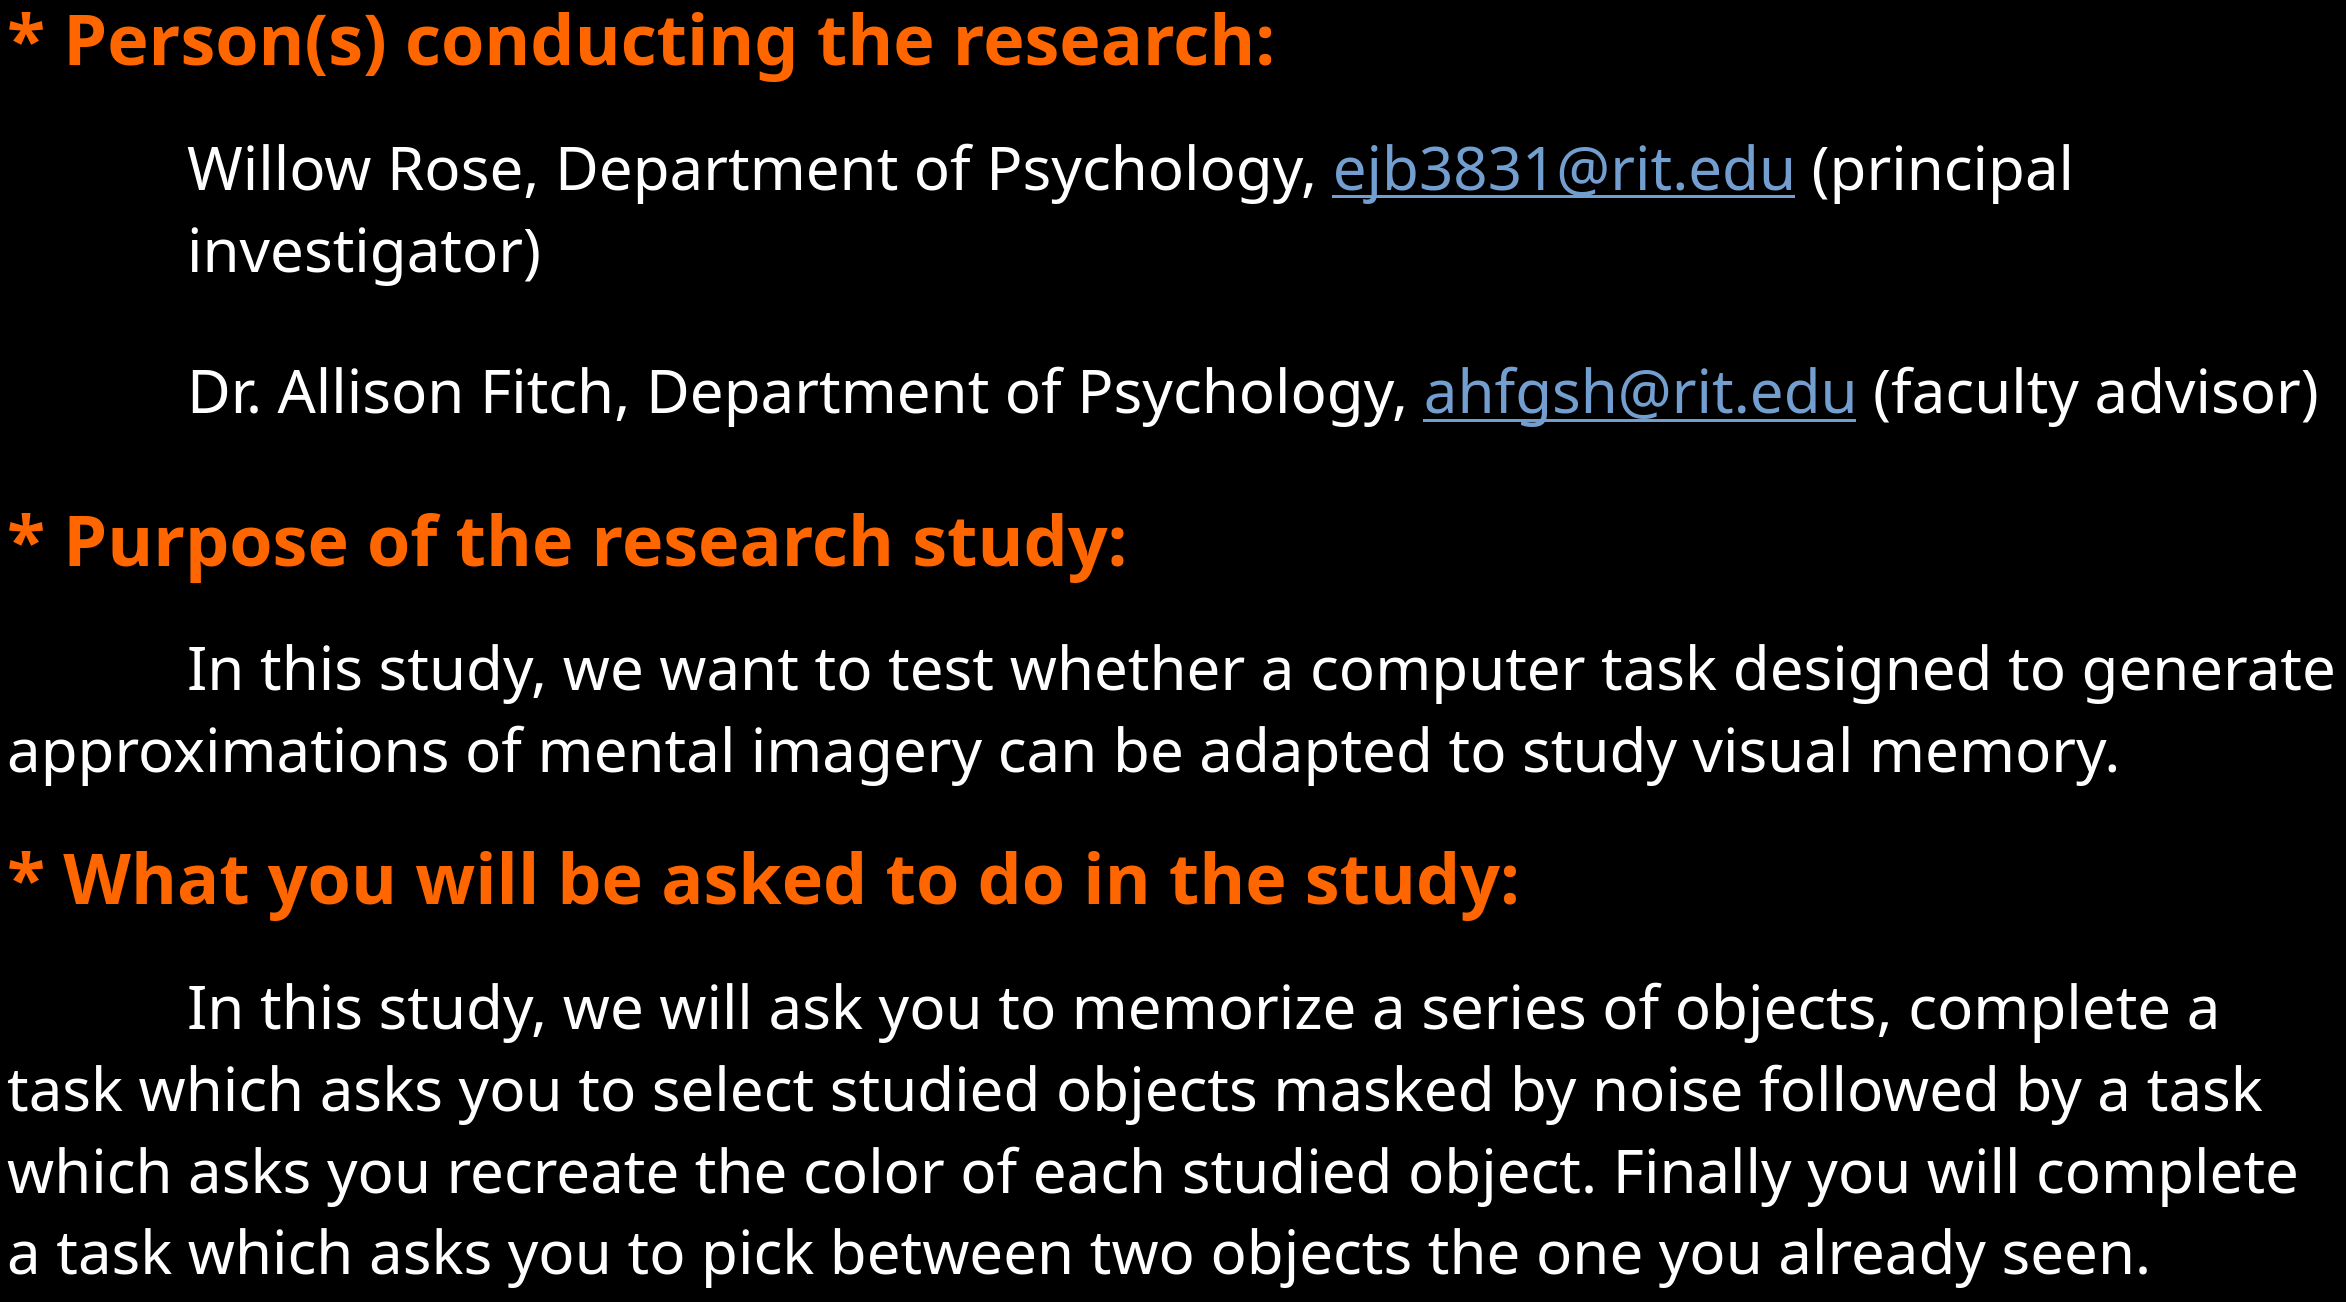 * Person(s) conducting the research:
Willow Rose, Department of Psychology, ejb3831@rit.edu (principal
investigator)
Dr. Allison Fitch, Department of Psychology, ahfgsh@rit.edu (faculty advisor)
* Purpose of the research study:
In this study, we want to test whether a computer task designed to generate
approximations of mental imagery can be adapted to study visual memory.
* What you will be asked to do in the study:
In this study, we will ask you to memorize a series of objects, complete a
task which asks you to select studied objects masked by noise followed by a task
which asks you recreate the color of each studied object. Finally you will complete
a task which asks you to pick between two objects the one you already seen.